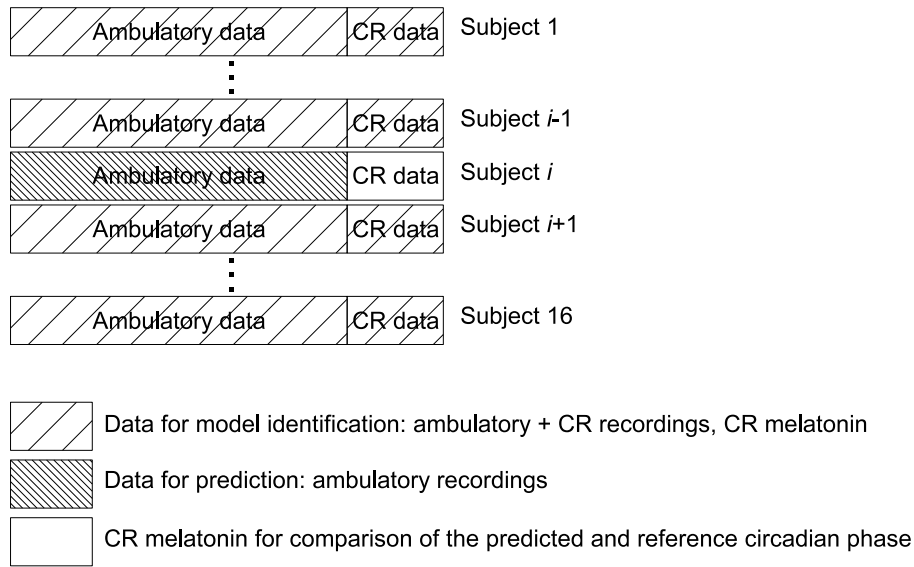 Ambulatory data CR data Subject 1
Ambulatory data CR data Subject i-1
Ambulatory data CR data Subject i
Ambulatory data CR data Subject i+1
Ambulatory data CR data Subject 16
Data for model identification: ambulatory + CR recordings, CR melatonin
Data for prediction: ambulatory recordings
CR melatonin for comparison of the predicted and reference circadian phase